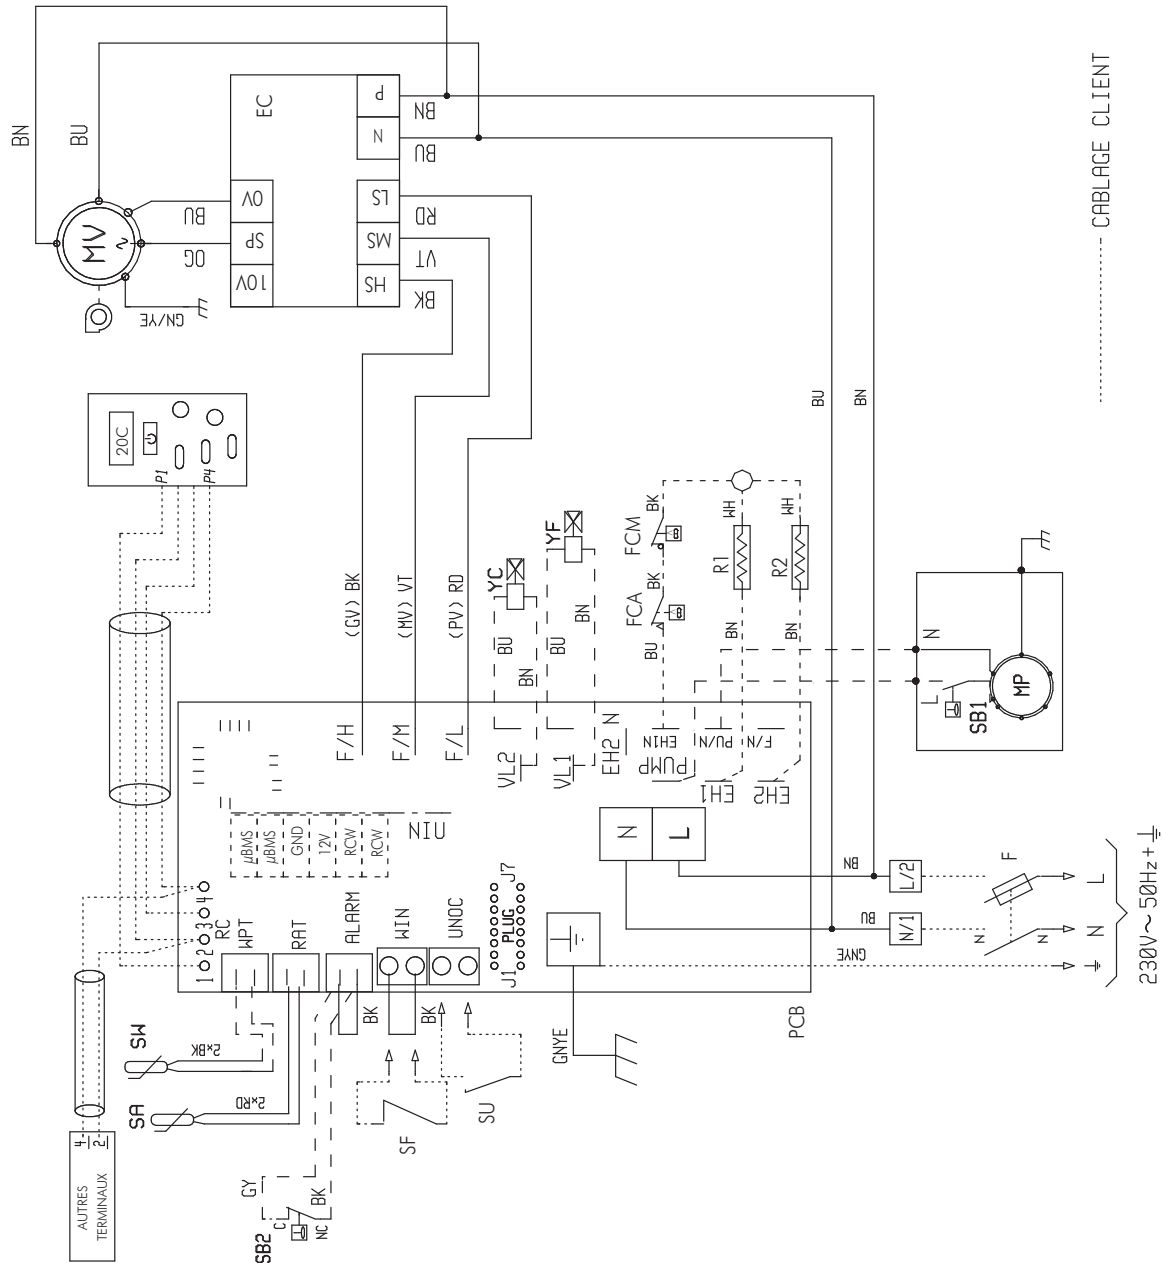 BN
BU
EC
P
N
BN
BU
MV
~
BU
OG
0V
SP
10V
LS
MS
HS
RD
VT
BK
GN/YE
CABLAGE CLIENT
20C
P1
P4
BU
BN
(GV) BK
(MV) VT
(PV) RD
YC
YF
BU
BN
BU
BN
FCM
BK
FCA
BK
BU
R1
WH
R2
WH
BN
BN
N
L
SB1
MP
F/H
F/M
F/L
VL2
VL1
EH2
N
EH1N
PUMP
PU/N
EH1
F/N
EH2
µBMS
µBMS
GND
12V
RCW
RCW
NIU
N
L
1
2
3
4
RC
WPT
RAT
ALARM
WIN
UNOC
J1
PLUG
J7
BN
BU
GNYE
L/2
N/1
F
N
N
L
N
230V~ 50Hz+
PCB
GNYE
SW
2xBK
SA
2xRD
BK
BK
SF
SU
4
2
AUTRES
TERMINAUX
GY
BK
C
NC
SB2